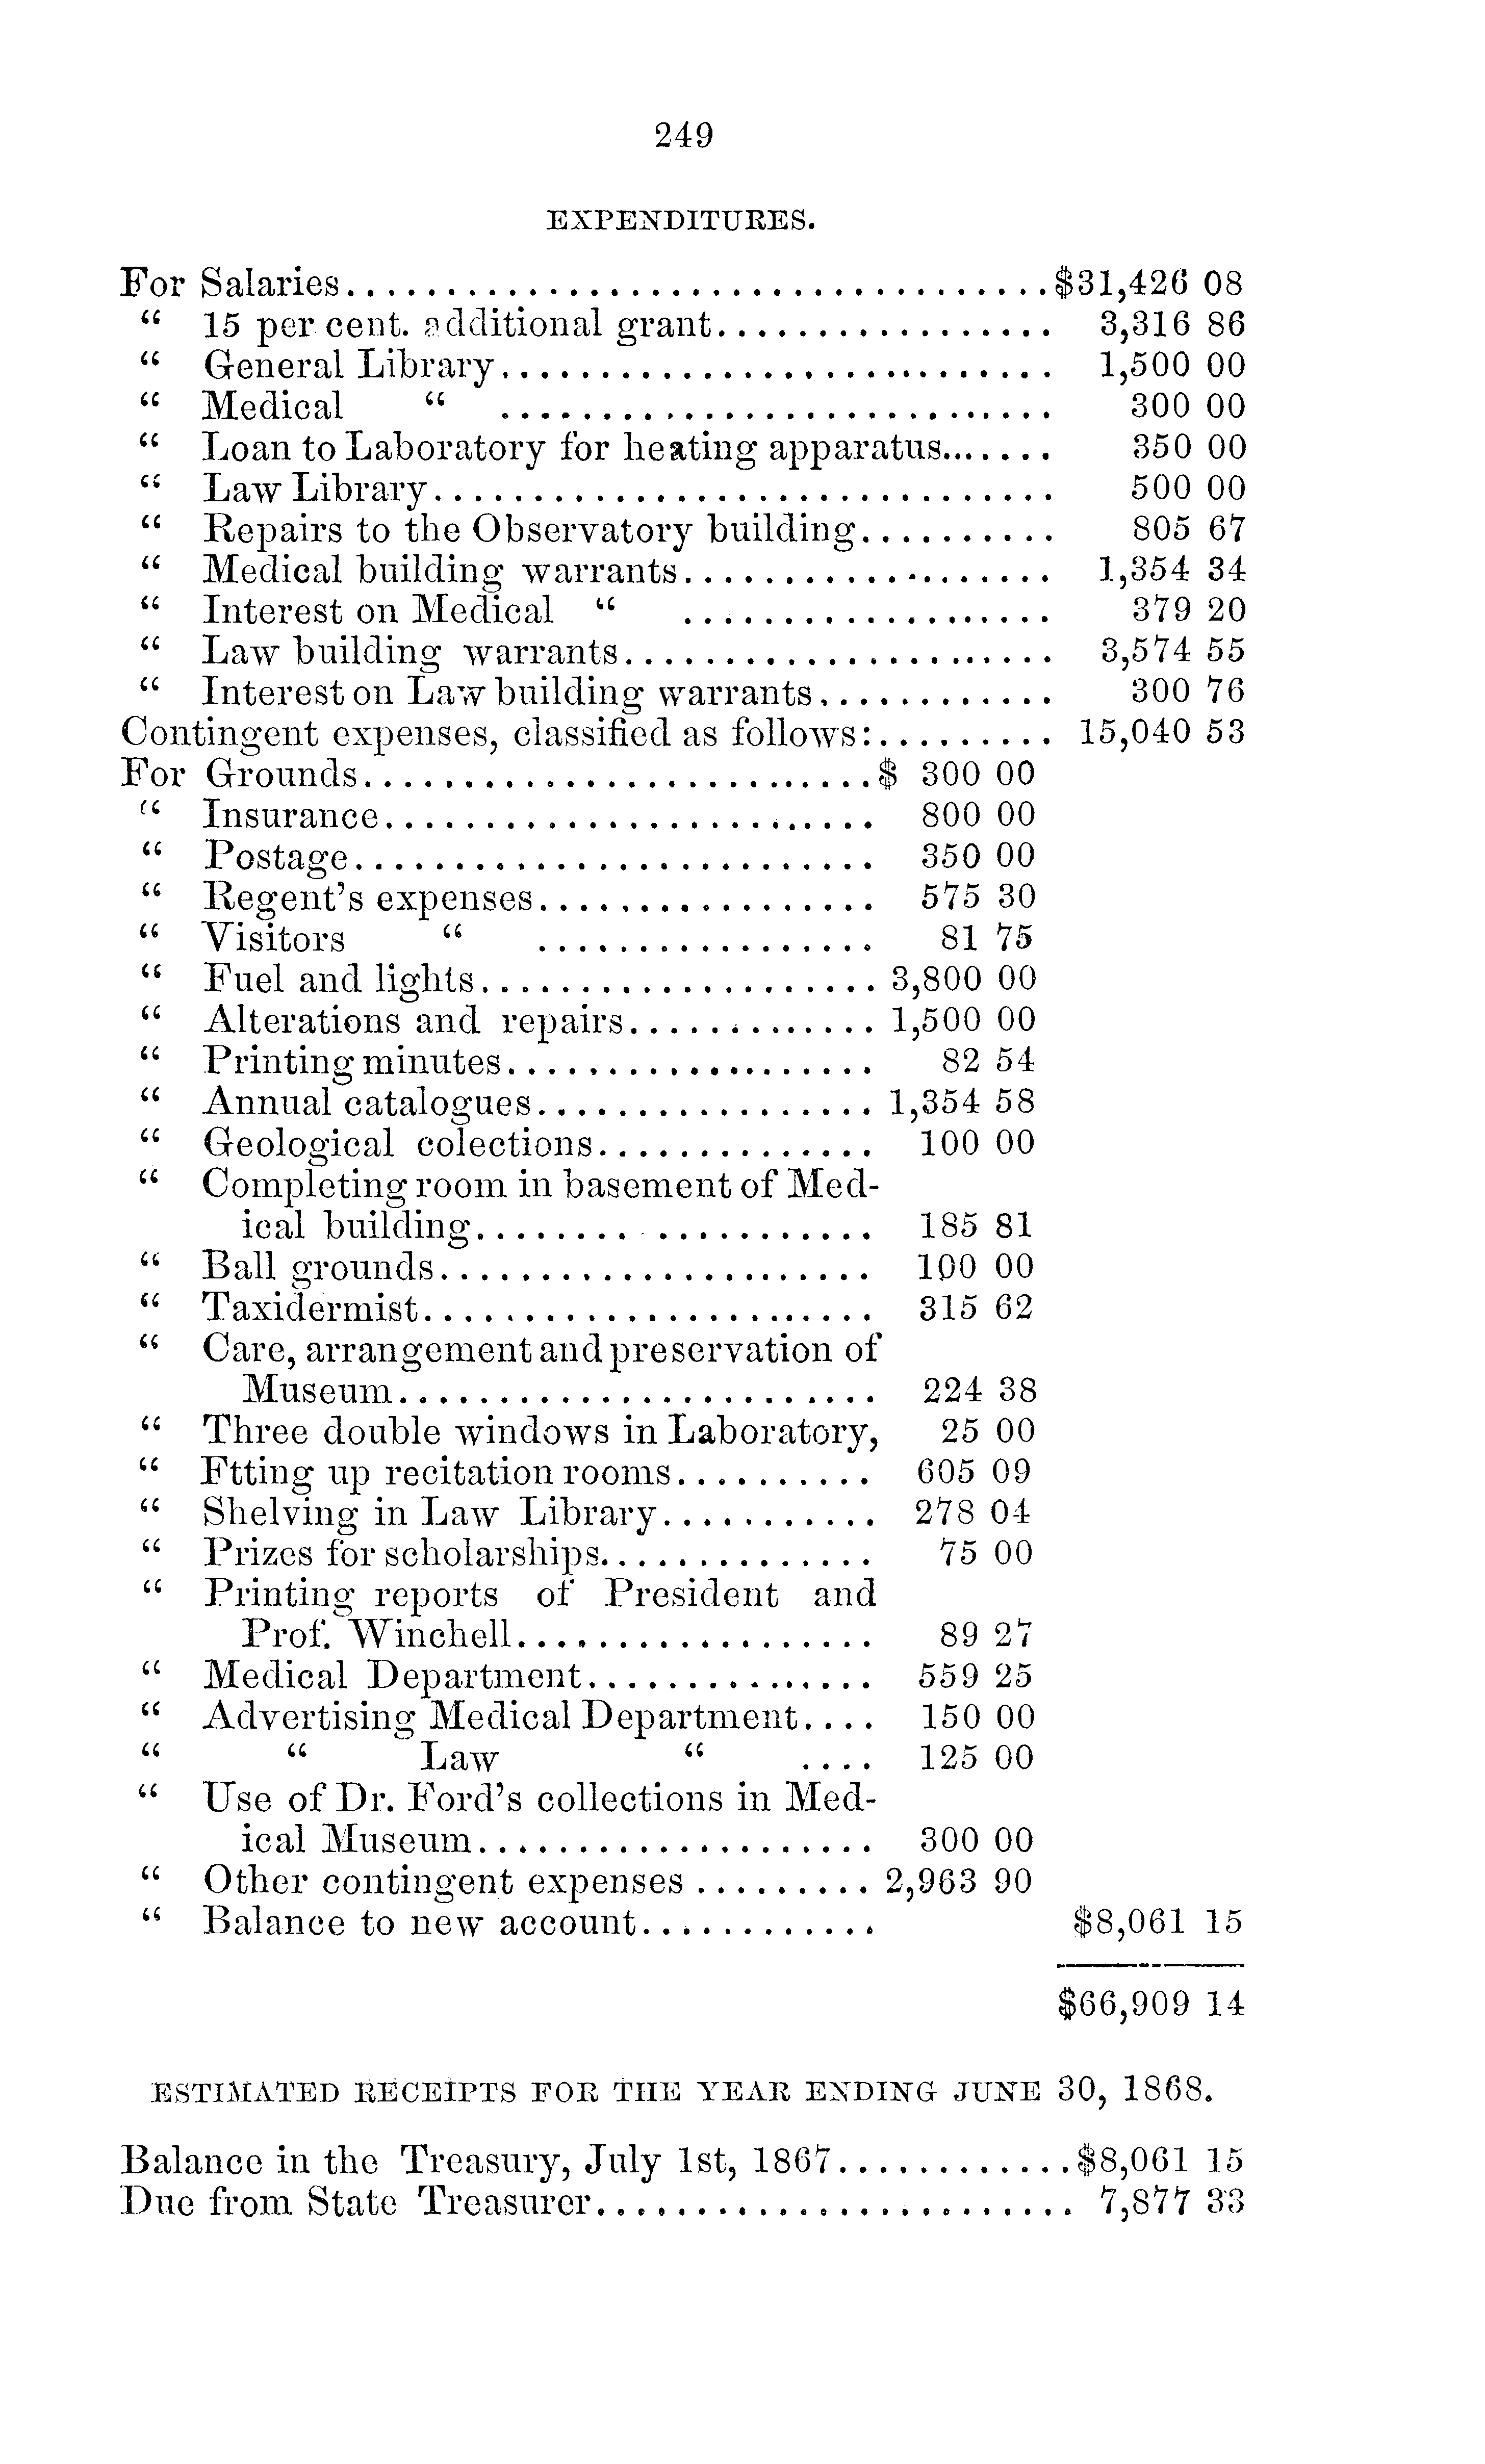 249
EXPENDITURES.
For Salaries...................................$31,426 08
“ 15 per cent. additional grant................. 3,316 86
“ General Library............................ 1,500 00
“ Medical “ ............................ 300 00
“ Loan to Laboratory for heating apparatus....... 350 00
“ Law Library............................... 500 00
“ Repairs to the Observatory building.......... 805 67
“ Medical building warrants................... 1,354 34
“ Interest on Medical “ ................... 379 20
“ Law building warrants...................... 3,574 55
“ Interest on Law building warrants............ 300 76
Contingent expenses, classified as follows:......... 15,040 53
For Grounds..........................$ 300 00
“ Insurance......................... 800 00
“ Postage.......................... 350 00
“ Regent's expenses................. 575 30
“ Visitors “ ................. 81 75
“ Fuel and lights.................... 3,800 00
“ Alterations and repairs............. 1,500 00
“ Printing minutes................... 82 54
“ Annual catalogues................. 1,354 58
“ Geological colections.............. 100 00
“ Completing room in basement of Med-
ical building................... 185 81
“ Ball grounds...................... 100 00
“ Taxidermist....................... 315 62
“ Care, arrangement and preservation of
Museum........................ 224 38
“ Three double windows in Laboratory, 25 00
“ Ftting up recitation rooms.......... 605 09
“ Shelving in Law Library........... 278 04
“ Prizes for scholarships.............. 75 00
“ Printing reports of President and
Prof. Winchell.................. 89 27
“ Medical Department............... 559 25
“ Advertising Medical Department.... 150 00
“ “ Law “ .... 125 00
“ Use of Dr. Ford's collections in Med-
ical Museum.................... 300 00
“ Other contingent expenses ......... 2,963 90
“ Balance to new account............ $8,061 15
$66,909 14
ESTIMATED RECEIPTS FOR THE YEAR ENDING JUNE 30, 1868.
Balance in the Treasury, July 1st, 1867............$8,061 15
Due from State Treasurer........................ 7,877 33